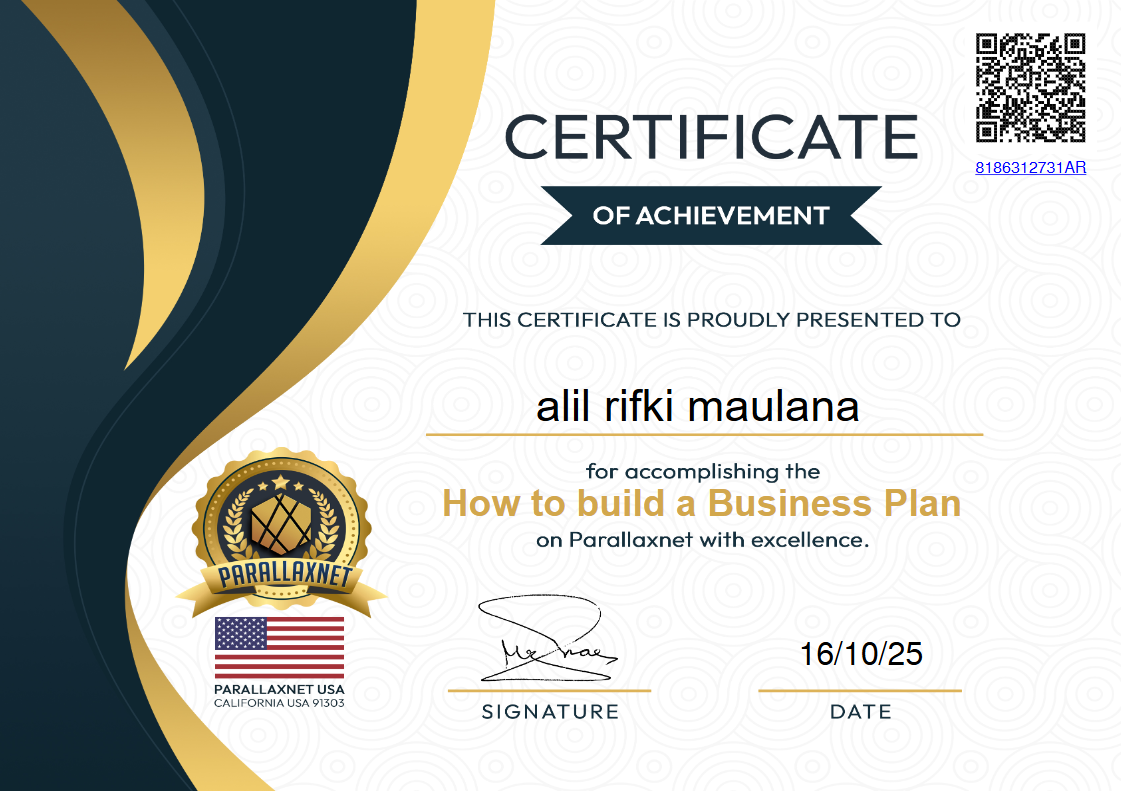 8186312731AR
CERTIFICATE
OF ACHIEVEMENT
THIS CERTIFICATE IS PROUDLY PRESENTED TO
alil rifki maulana
for accomplishing the
How to build a Business Plan
on Parallaxnet with excellence.
PARALLAXNET
PARALLAXNET USA
CALIFORNIA USA 91303
SIGNATURE
16/10/25
DATE